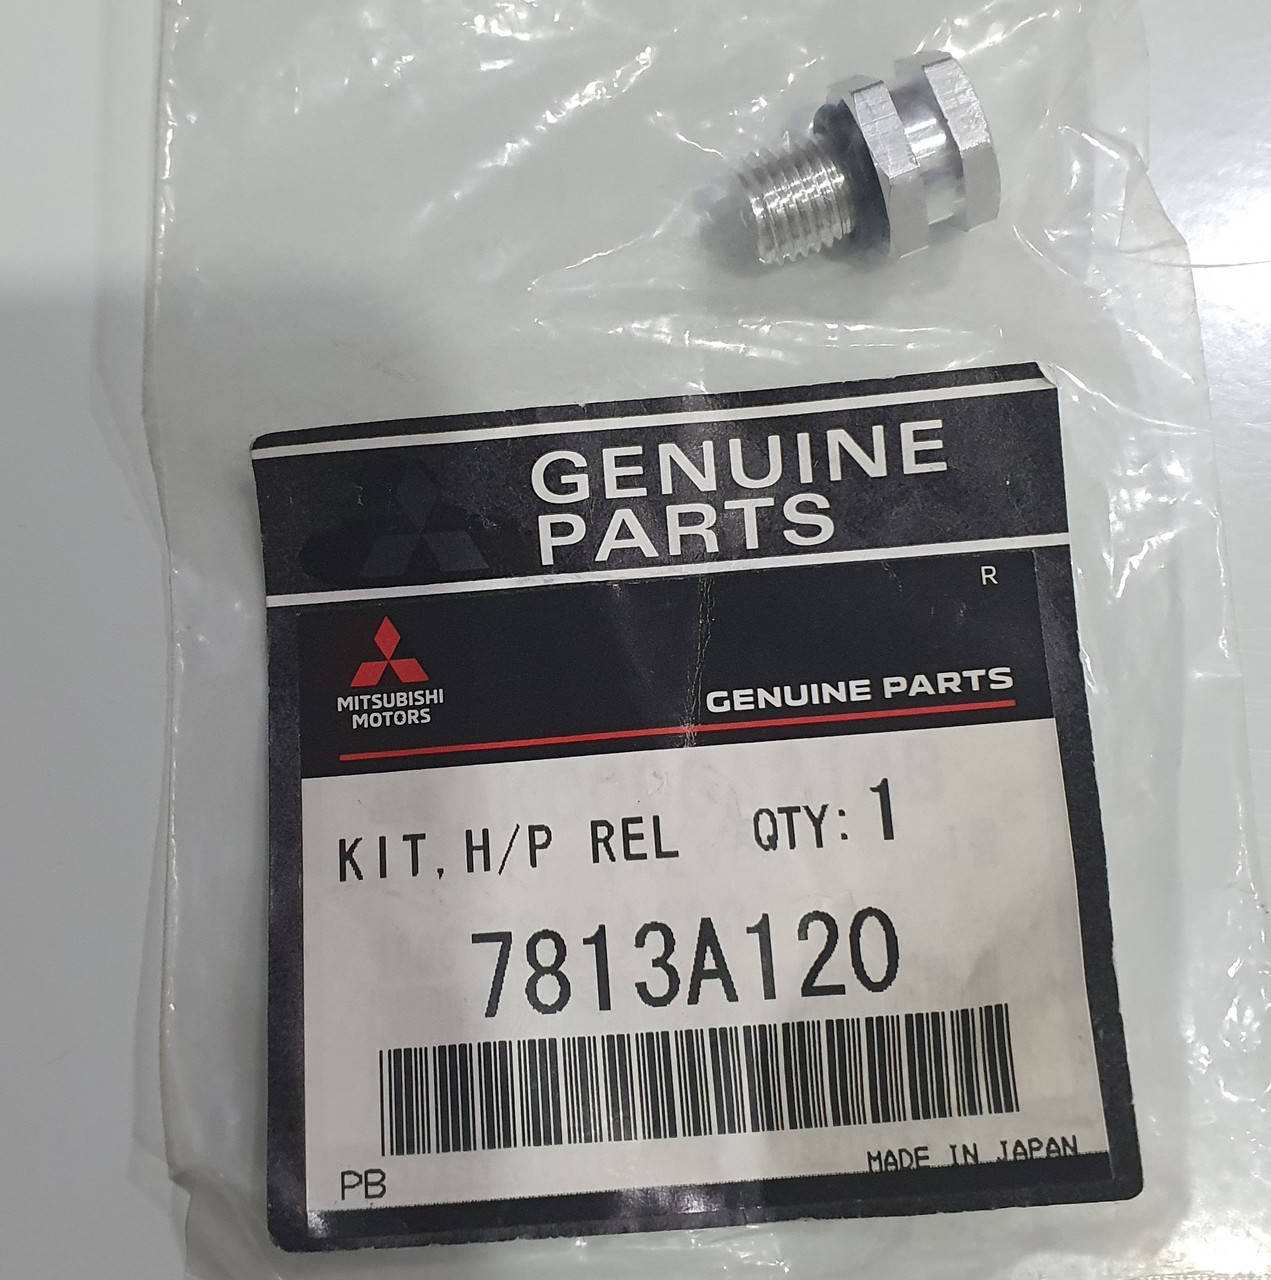 GENUINE
PARTS
R
MITSUBISHI
MOTORS
GENUINE PARTS
KIT, H/P REL QTY: 1
7813A120
PB
MADE IN JAPAN